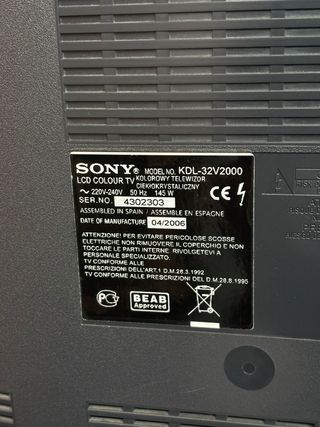 SONY® MODEL NO. KDL-32V2000
LCD COLOUR TV KOLOROWY TELEWIZOR
CIEKŁOKRYSTALICZNY
~ 220V-240V 50 Hz 145 W
SER.NO. 4302303
CE
ASSEMBLED IN SPAIN / ASSEMBLE EN ESPAGNE
DATE OF MANUFACTURE 04/2006
ATTENZIONE! PER EVITARE PERICOLOSE SCOSSE
ELETTRICHE NON RIMUOVERE IL COPERCHIO E NON
TOCCARE LE PARTI INTERNE. RIVOLGETEVI A
PERSONALE SPECIALIZZATO.
TV CONFORME ALLE
PRESCRIZIONI DELL'ART.1 D.M.28.3.1992
TV CONFORME ALLE PRESCRIZIONI DEL D.M.28.8.1995
BEAB
Approved